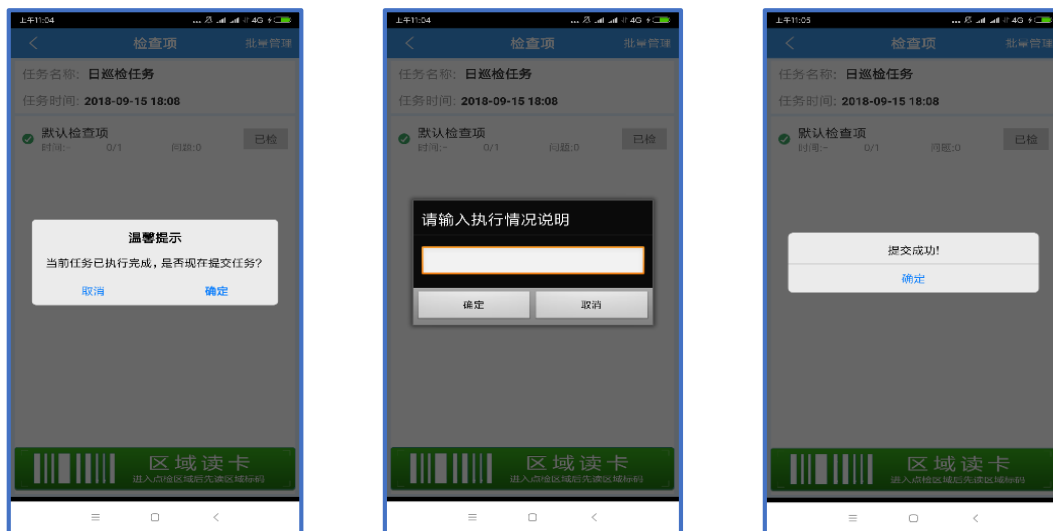 上午11:04
... 4G
检查项
批量管理
任务名称: 日巡检任务
任务时间: 2018-09-15 18:08
默认检查项
时间:-
0/1
问题:0
已检
温馨提示
当前任务已执行完成,是否现在提交任务?
取消
确定
区域读卡
进入点检区域后先读区域标码
上午11:04
... 4G
检查项
批量管理
任务名称: 日巡检任务
任务时间: 2018-09-15 18:08
默认检查项
时间:-
0/1
问题:0
已检
请输入执行情况说明
确定
取消
区域读卡
进入点检区域后先读区域标码
上午11:05
... 4G
检查项
批量管理
任务名称: 日巡检任务
任务时间: 2018-09-15 18:08
默认检查项
时间:-
0/1
问题:0
已检
提交成功!
确定
区域读卡
进入点检区域后先读区域标码